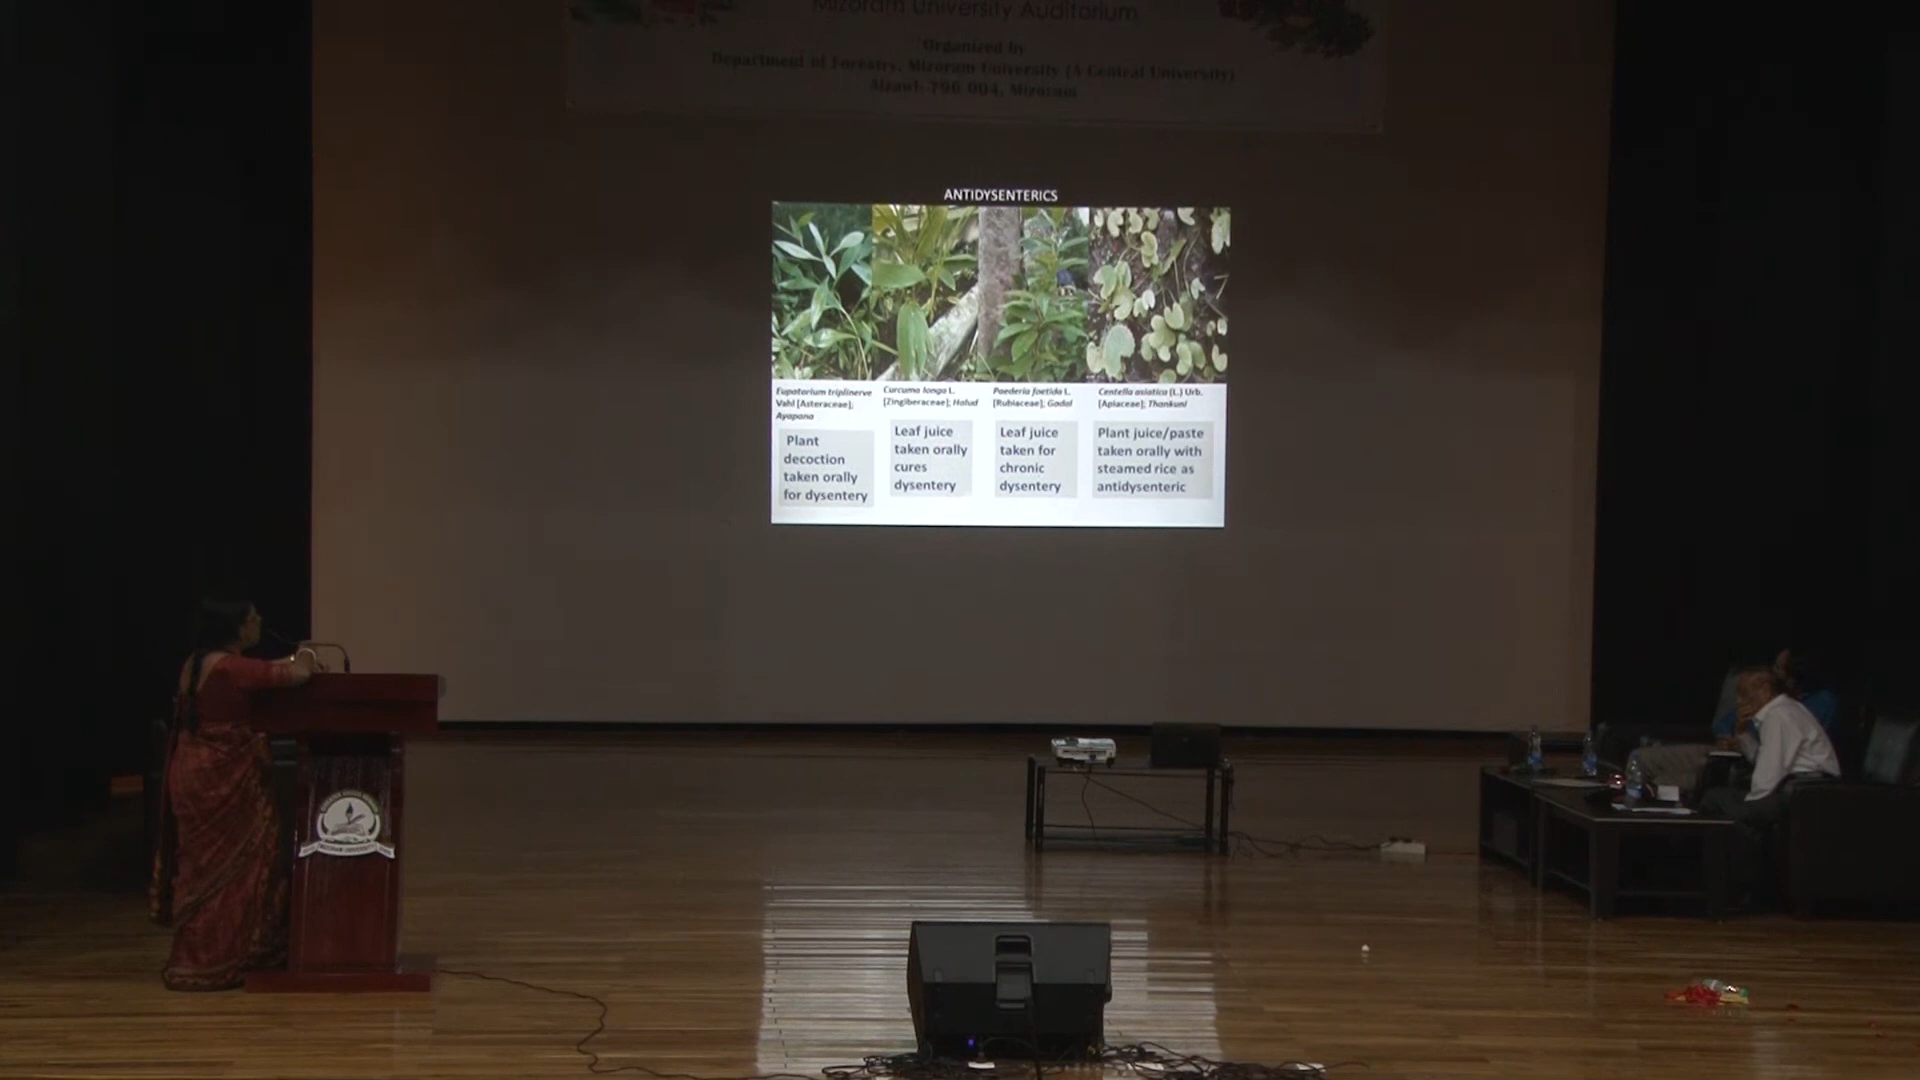 Mizoram University Auditorium
Organized by
Department of Forestry, Mizoram University (A Central University)
Aizawl- 796 004, Mizoram
ANTIDYSENTERICS
Eupatorium triplinerve
Vahl [Asteraceae];
Ayapana
Plant
decoction
taken orally
for dysentery
Curcuma longa L.
[Zingiberaceae]; Halud
Leaf juice
taken orally
cures
dysentery
Paederia foetida L.
[Rubiaceae]; Gadal
Leaf juice
taken for
chronic
dysentery
Centella asiatica (L.) Urb.
[Apiaceae]; Thankuni
Plant juice/paste
taken orally with
steamed rice as
antidysenteric
MIZORAM UNIVERSITY